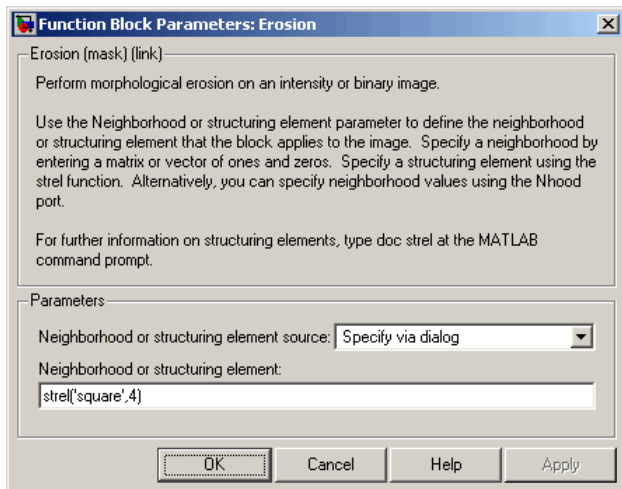 Function Block Parameters: Erosion
Erosion (mask) (link)
Perform morphological erosion on an intensity or binary image.
Use the Neighborhood or structuring element parameter to define the neighborhood
or structuring element that the block applies to the image. Specify a neighborhood by
entering a matrix or vector of ones and zeros. Specify a structuring element using the
strel function. Alternatively, you can specify neighborhood values using the Nhood
port.
For further information on structuring elements, type doc strel at the MATLAB
command prompt.
Parameters
Neighborhood or structuring element source: Specify via dialog
Neighborhood or structuring element:
strel('square',4)
OK Cancel Help Apply